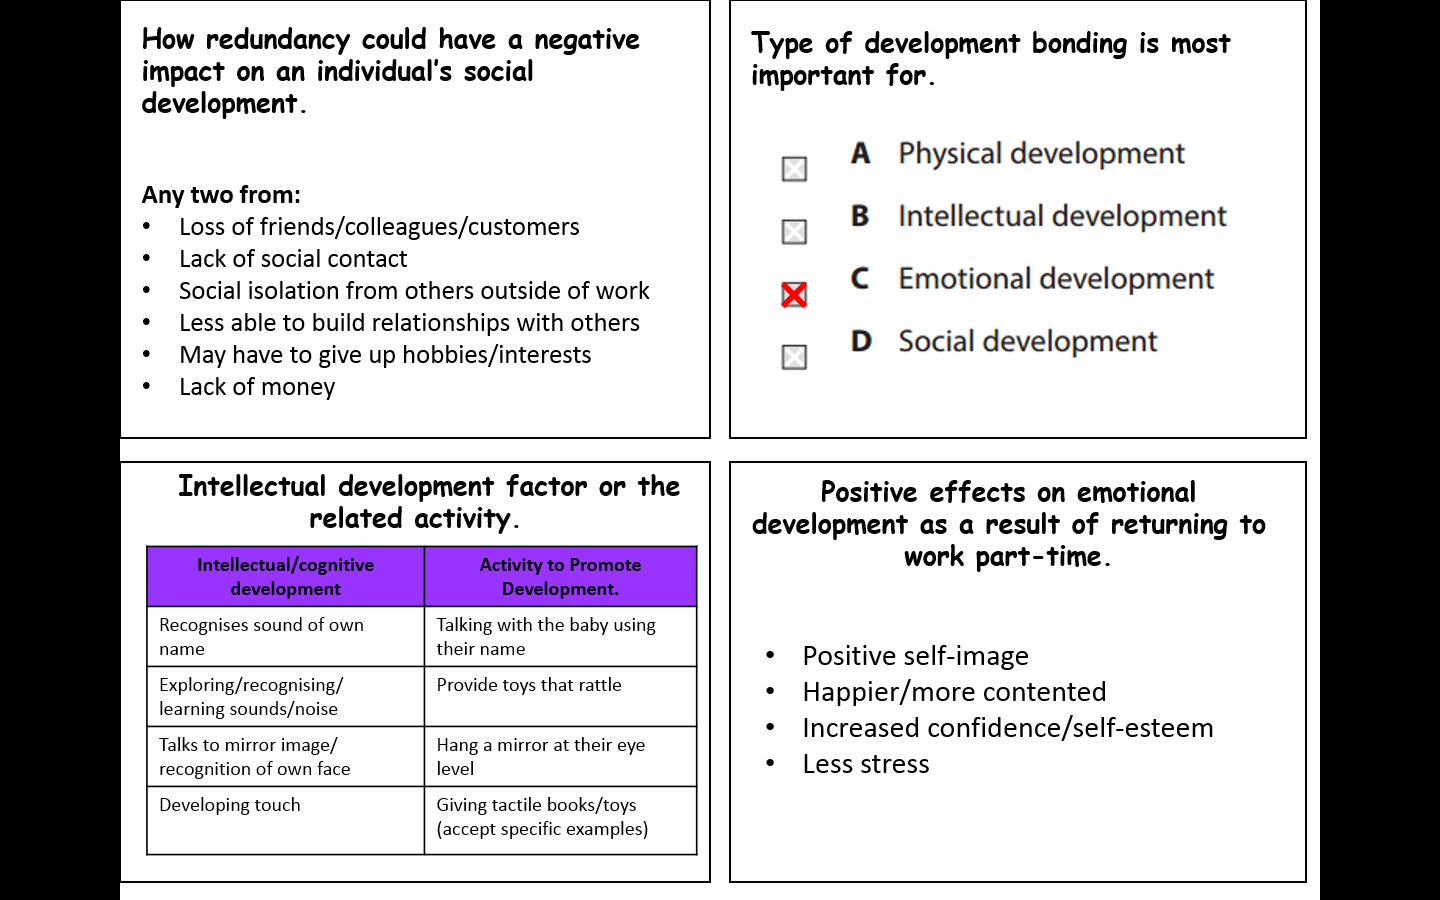 How redundancy could have a negative
impact on an individual's social
development.
Any two from:
• Loss of friends/colleagues/customers
• Lack of social contact
• Social isolation from others outside of work
• Less able to build relationships with others
• May have to give up hobbies/interests
• Lack of money
Type of development bonding is most
important for.
A Physical development
B Intellectual development
C Emotional development
D Social development
Intellectual development factor or the
related activity.
Intellectual/cognitive
development
Activity to Promote
Development.
Recognises sound of own
name
Talking with the baby using
their name
Exploring/recognising/
learning sounds/noise
Provide toys that rattle
Talks to mirror image/
recognition of own face
Hang a mirror at their eye
level
Developing touch
Giving tactile books/toys
(accept specific examples)
Positive effects on emotional
development as a result of returning to
work part-time.
• Positive self-image
• Happier/more contented
• Increased confidence/self-esteem
• Less stress